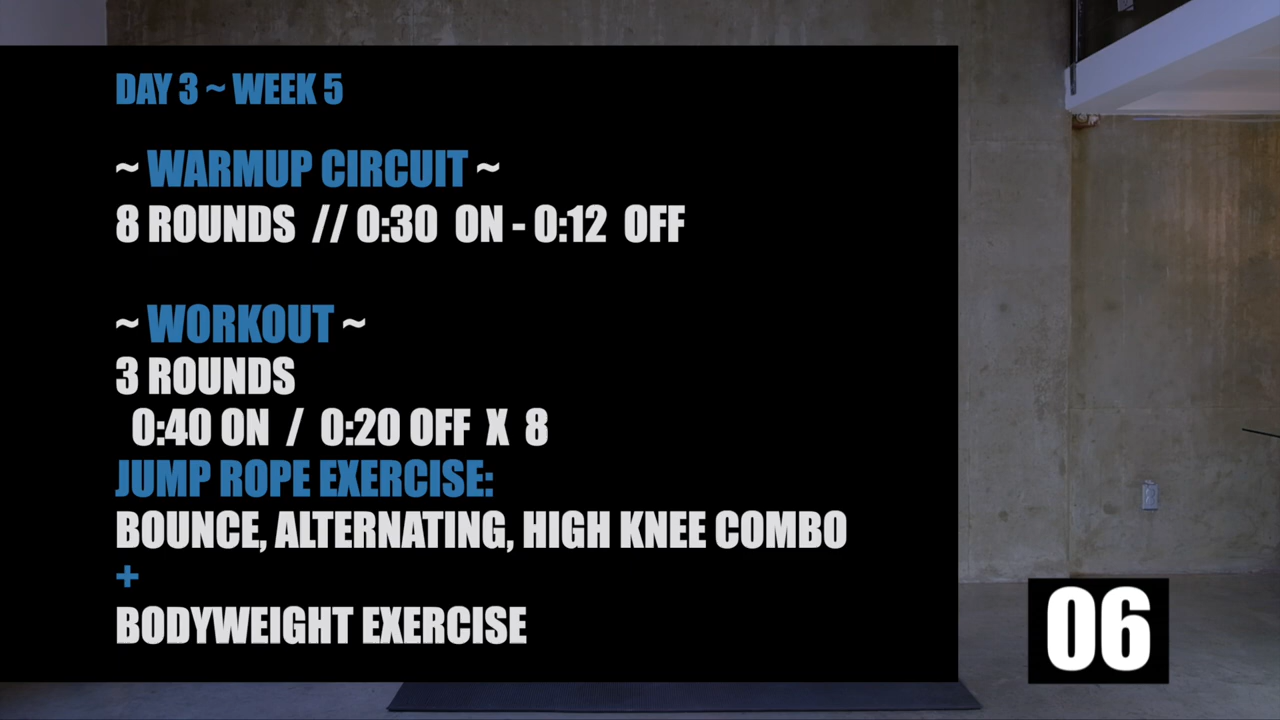 DAY 3 ~ WEEK 5
~ WARMUP CIRCUIT ~
8 ROUNDS // 0:30 ON - 0:12 OFF
~ WORKOUT ~
3 ROUNDS
0:40 ON / 0:20 OFF X 8
JUMP ROPE EXERCISE:
BOUNCE, ALTERNATING, HIGH KNEE COMBO
+
BODYWEIGHT EXERCISE
06